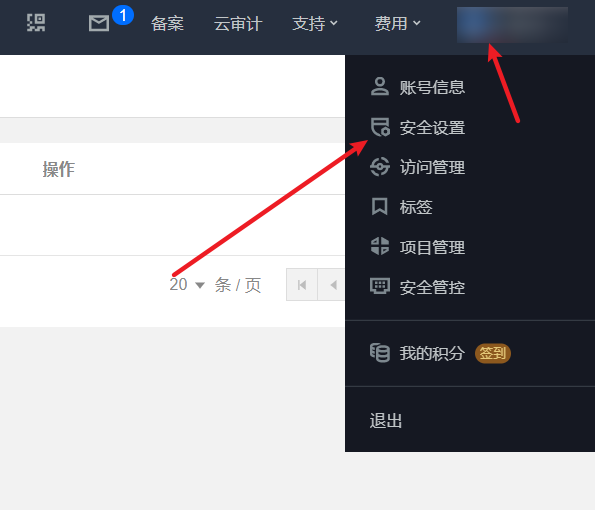 1 备案 云审计 支持 费用
账号信息
安全设置
访问管理
标签
项目管理
安全管控
我的积分 签到
退出
操作
20 条 / 页